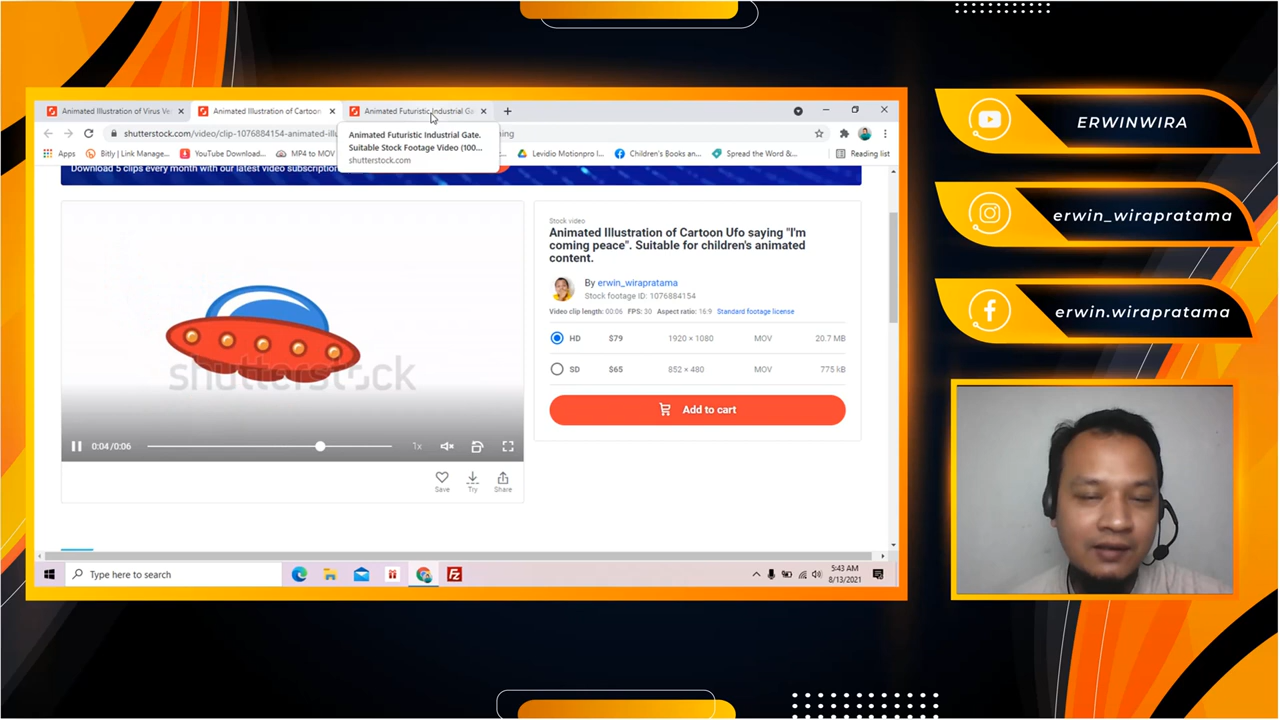 Animated Illustration of Virus Ve
Animated Illustration of Cartoon
Animated Futuristic Industrial Ga
shutterstock.com/video/clip-1076884154-animated-ill
ning
Animated Futuristic Industrial Gate.
Suitable Stock Footage Video (100...
shutterstock.com
Apps
Bitly | Link Manage...
YouTube Download...
MP4 to MOV
Levidio Motionpro I...
Children's Books an...
Spread the Word &...
Reading list
Download 5 clips every month with our latest video subscription
shutterstock
0:04/0:06
1x
Save
Try
Share
Stock video
Animated Illustration of Cartoon Ufo saying "I'm
coming peace". Suitable for children's animated
content.
By erwin_wirapratama
Stock footage ID: 1076884154
Video clip length: 00:06 FPS: 30 Aspect ratio: 16:9 Standard footage license
HD $79 1920 × 1080 MOV 20.7 MB
SD $65 852 × 480 MOV 775 kB
Add to cart
Type here to search
FZ
5:43 AM
8/13/2021
ERWINWIRA
erwin_wirapratama
erwin.wirapratama